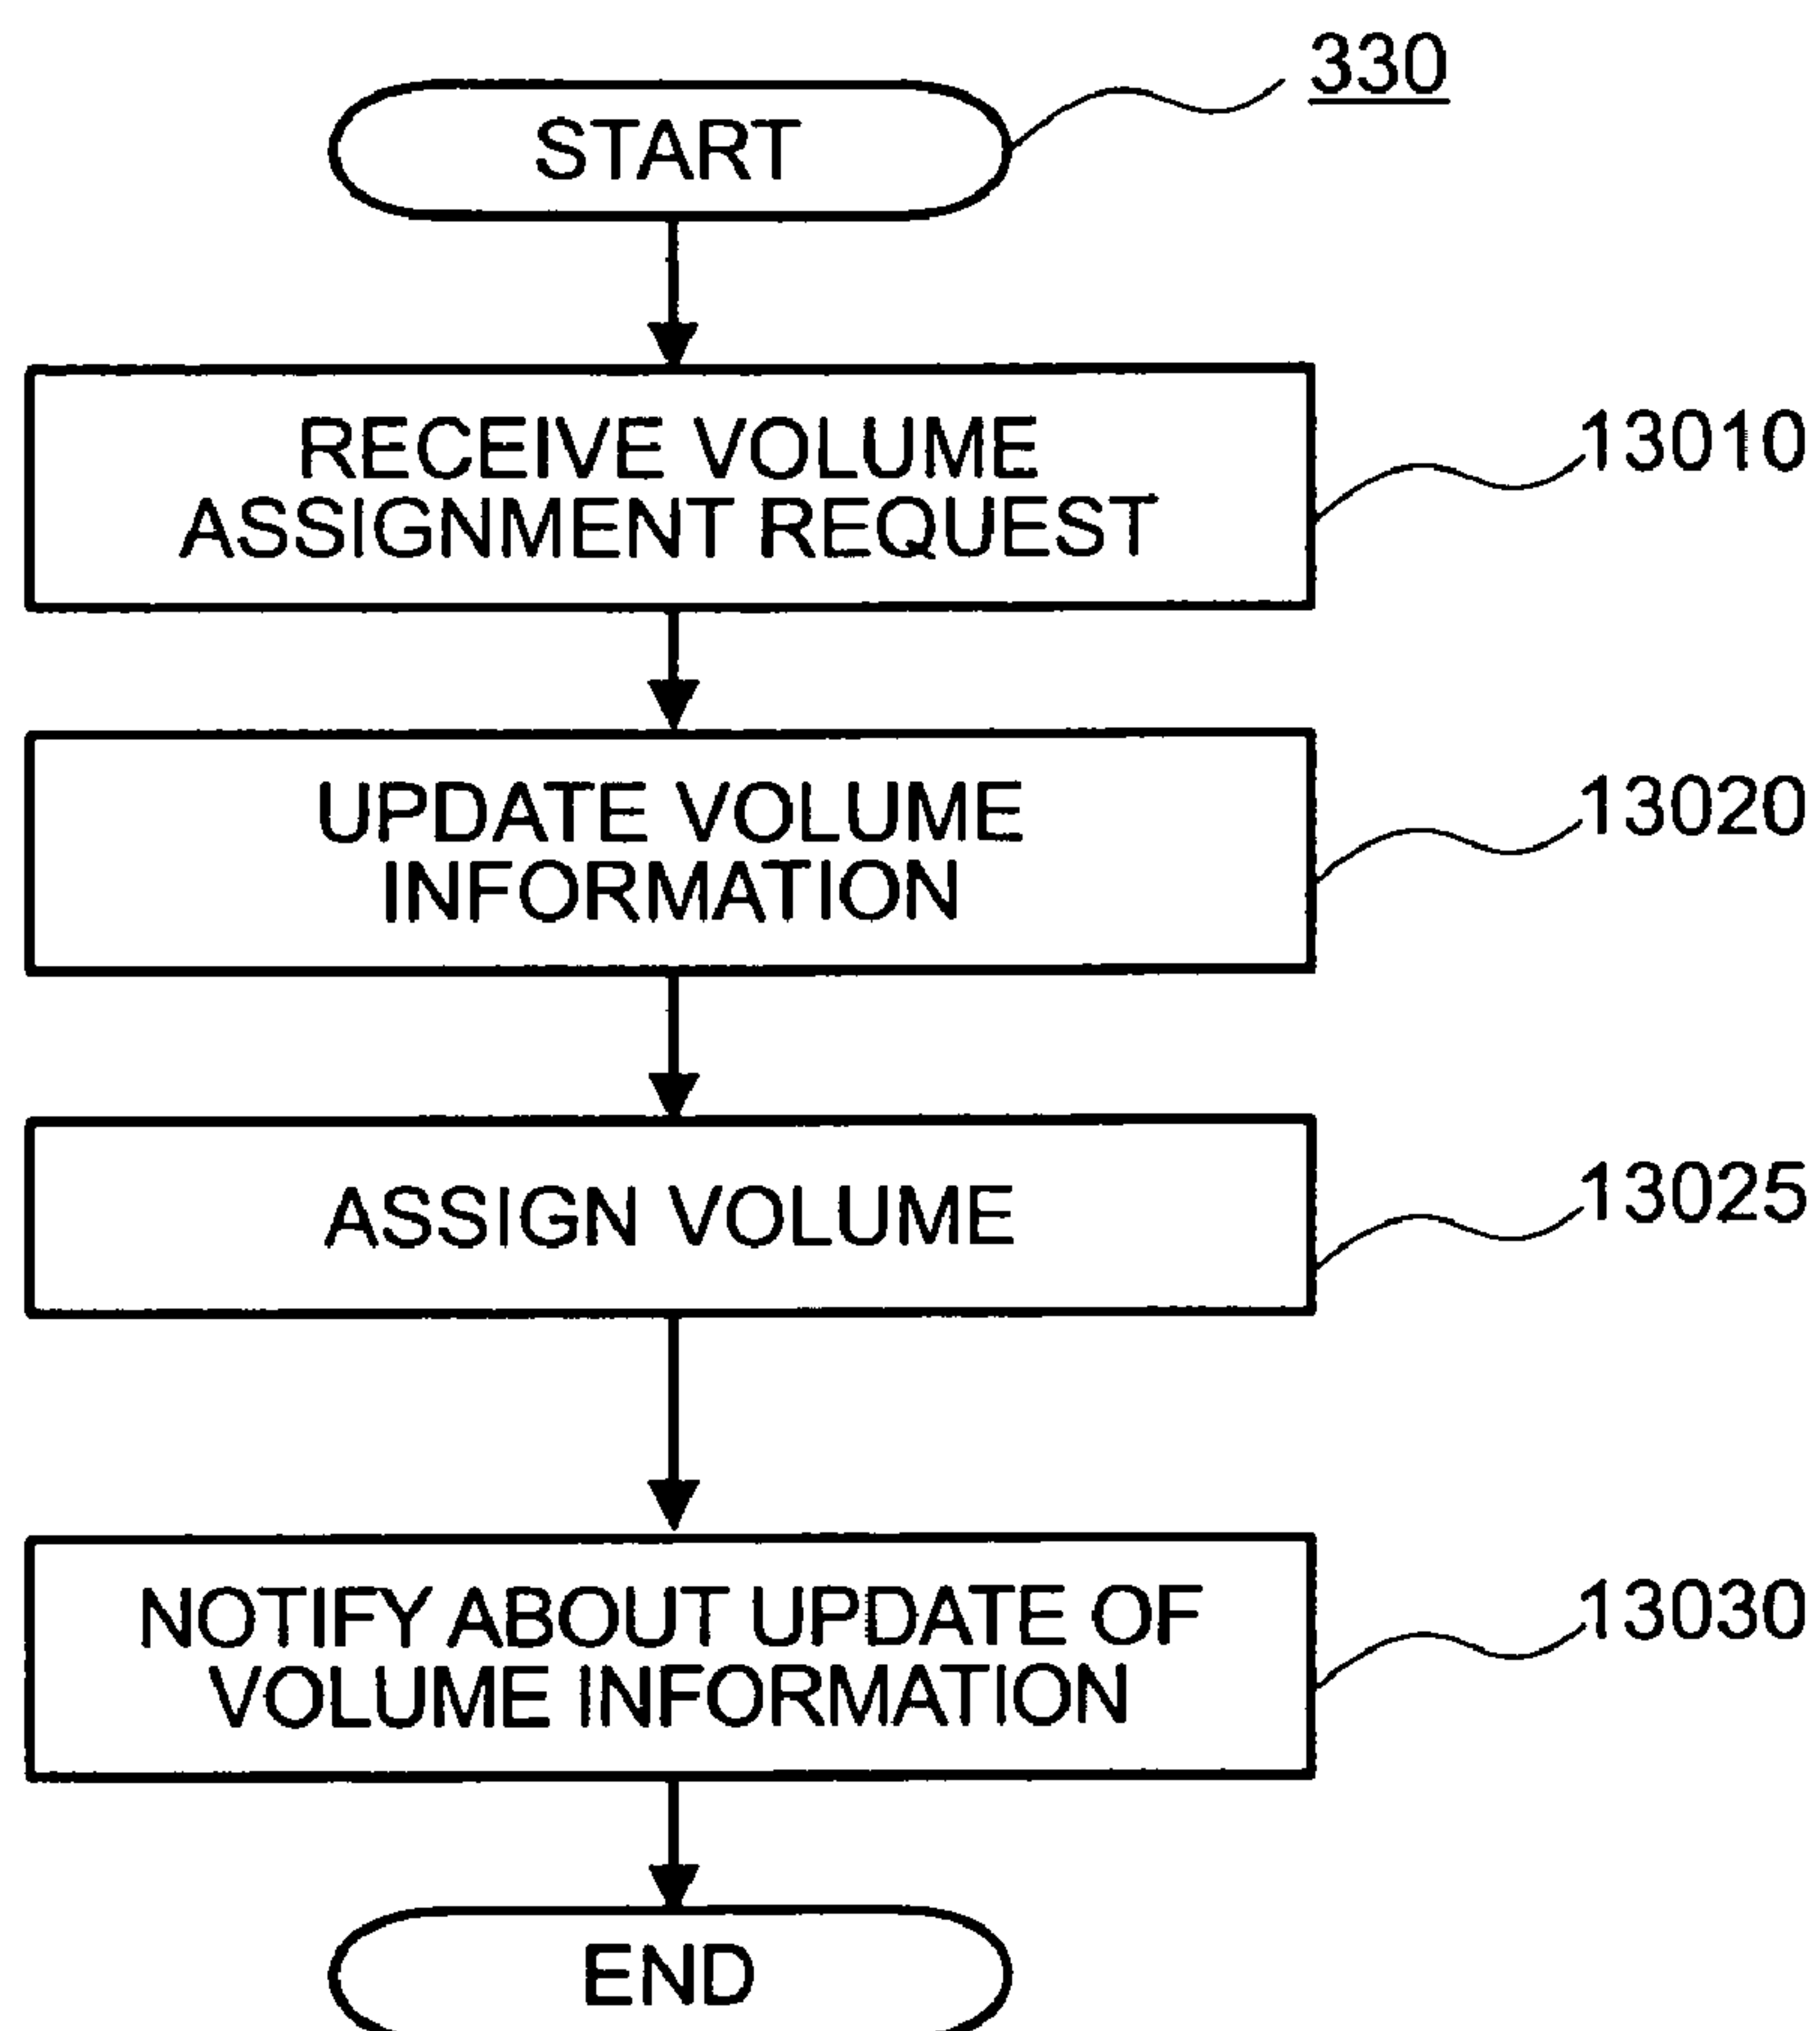 330
START
RECEIVE VOLUME
ASSIGNMENT REQUEST
13010
UPDATE VOLUME
INFORMATION
13020
ASSIGN VOLUME
13025
NOTIFY ABOUT UPDATE OF
VOLUME INFORMATION
13030
END